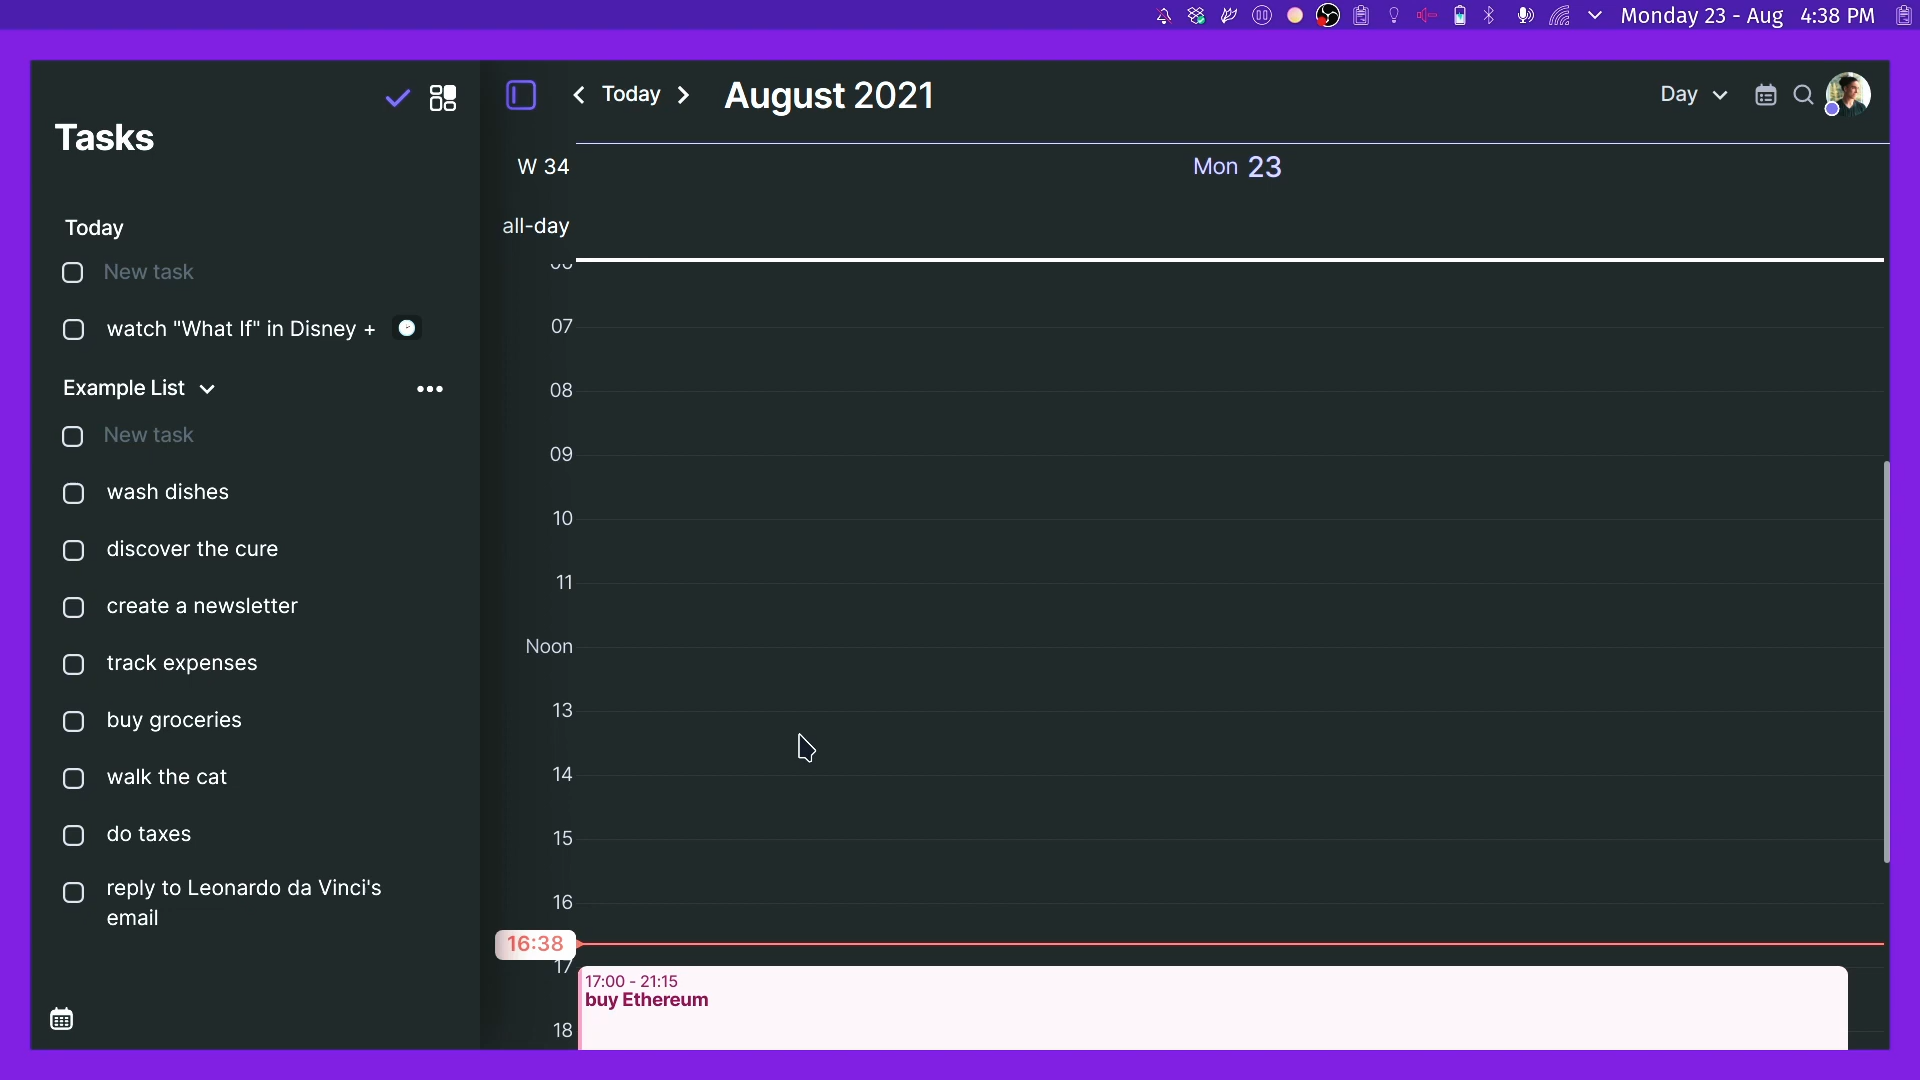 Monday 23 - Aug 4:38 PM
Tasks
Today
New task
watch "What If" in Disney +
Example List
New task
wash dishes
discover the cure
create a newsletter
track expenses
buy groceries
walk the cat
do taxes
reply to Leonardo da Vinci's
email
Today
August 2021
Day
W 34
Mon 23
all-day
07
08
09
10
11
Noon
13
14
15
16
16:38
17
17:00 - 21:15
buy Ethereum
18